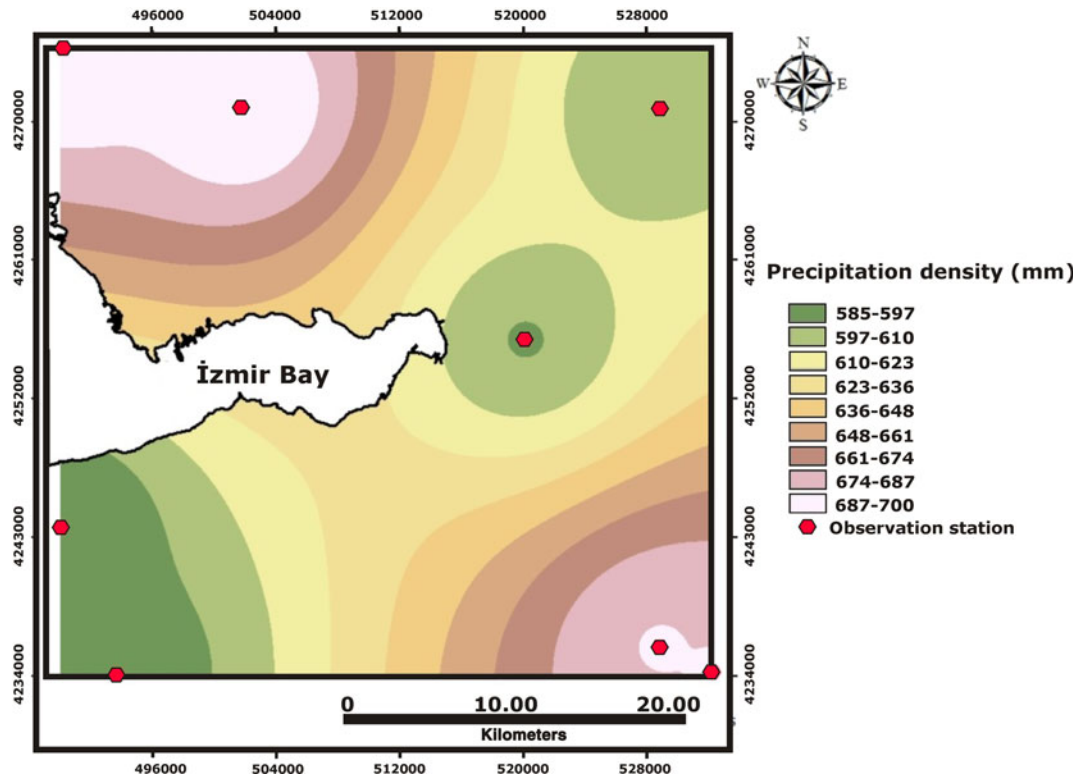 496000 504000 512000 520000 528000
N
W E
S
4270000 4270000
4261000 4261000
4252000 4252000
4243000 4243000
4234000 4234000
İzmir Bay
Precipitation density (mm)
585-597
597-610
610-623
623-636
636-648
648-661
661-674
674-687
687-700
Observation station
0 10.00 20.00
Kilometers
496000 504000 512000 520000 528000